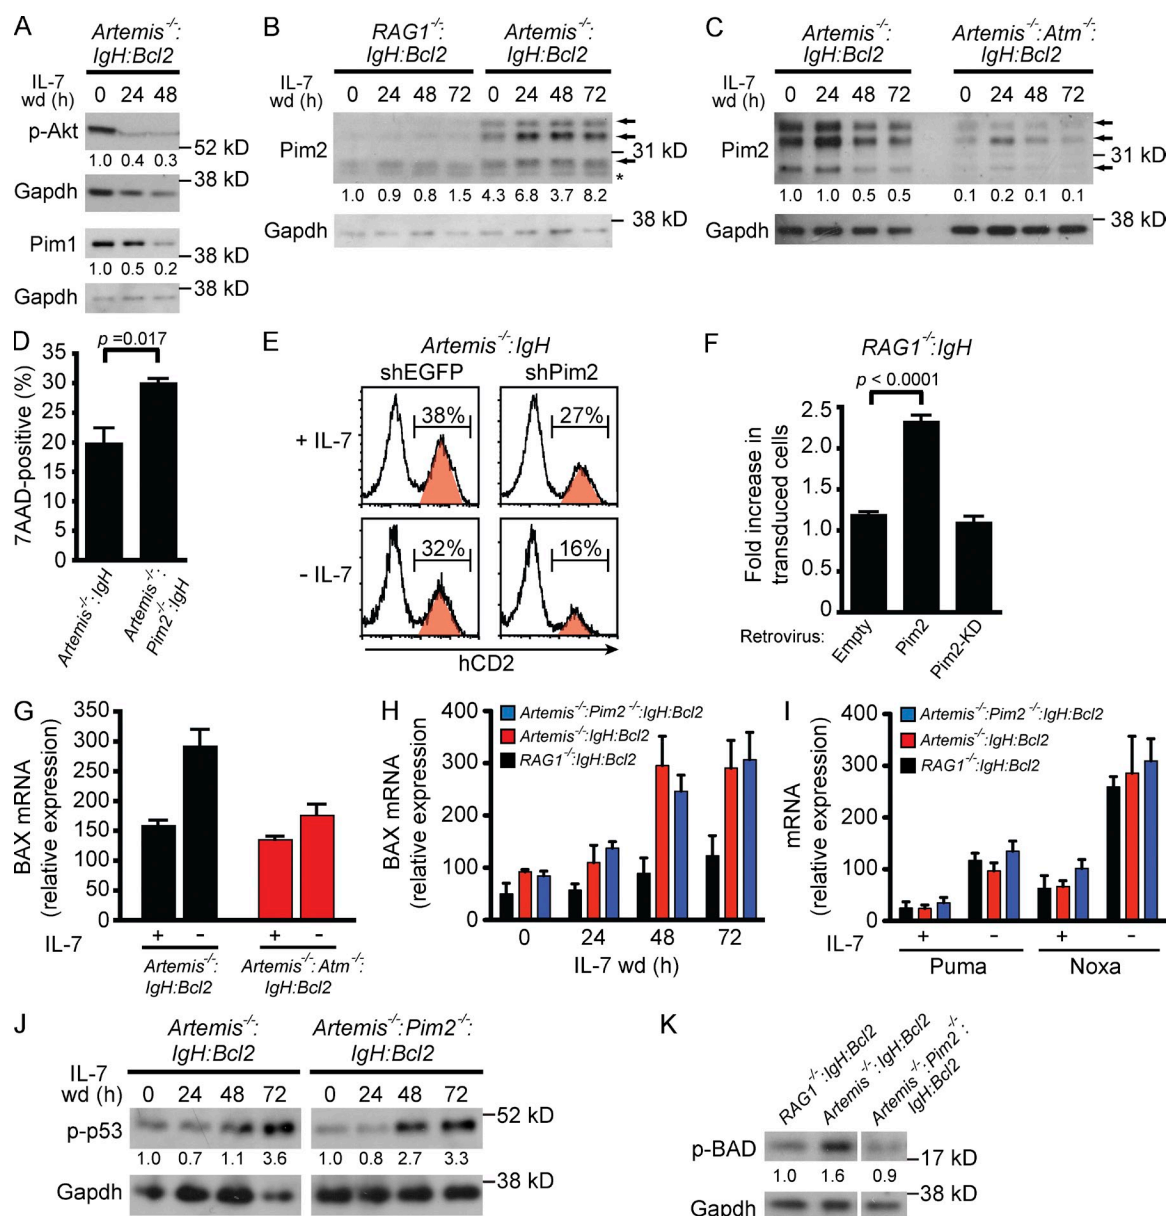 A
Artemis-/-:
IgH:Bcl2
IL-7
wd (h)
0 24 48
p-Akt
52 kD
1.0 0.4 0.3
38 kD
Gapdh
Pim1
38 kD
1.0 0.5 0.2
38 kD
Gapdh
B
RAG1-/-: Artemis-/-:
IgH:Bcl2 IgH:Bcl2
IL-7
wd (h)
0 24 48 72 0 24 48 72
Pim2
31 kD
*
1.0 0.9 0.8 1.5 4.3 6.8 3.7 8.2
38 kD
Gapdh
C
Artemis-/-: Artemis-/-:Atm-/-:
IgH:Bcl2 IgH:Bcl2
IL-7
wd (h)
0 24 48 72 0 24 48 72
Pim2
31 kD
1.0 1.0 0.5 0.5 0.1 0.2 0.1 0.1
38 kD
Gapdh
D
p =0.017
7AAD-positive (%)
35
30
25
20
15
10
5
0
Artemis-/-:IgH
Artemis-/-:
Pim2-/-:IgH
E
Artemis-/-:IgH
shEGFP shPim2
+ IL-7
38% 27%
- IL-7
32% 16%
hCD2
F
RAG1-/-:IgH
p < 0.0001
Fold increase in
transduced cells
2.5
2.0
1.5
1.0
0.5
0
Retrovirus:
Empty
Pim2
Pim2-KD
G
BAX mRNA
(relative expression)
350
300
250
200
150
100
50
0
IL-7
+ - + -
Artemis-/-: Artemis-/-:Atm-/-:
IgH:Bcl2 IgH:Bcl2
H
Artemis-/-:Pim2-/-:IgH:Bcl2
Artemis-/-:IgH:Bcl2
RAG1-/-:IgH:Bcl2
BAX mRNA
(relative expression)
400
300
200
100
0
0 24 48 72
IL-7 wd (h)
I
Artemis-/-:Pim2-/-:IgH:Bcl2
Artemis-/-:IgH:Bcl2
RAG1-/-:IgH:Bcl2
mRNA
(relative expression)
400
300
200
100
0
IL-7
+ - + -
Puma Noxa
J
Artemis-/-: Artemis-/-:Pim2-/-:
IgH:Bcl2 IgH:Bcl2
IL-7
wd (h)
0 24 48 72 0 24 48 72
52 kD
p-p53
1.0 0.7 1.1 3.6 1.0 0.8 2.7 3.3
38 kD
Gapdh
K
RAG1-/-:IgH:Bcl2
Artemis-/-:IgH:Bcl2
Artemis-/-:Pim2-/-:
IgH:Bcl2
p-BAD
17 kD
1.0 1.6 0.9
38 kD
Gapdh